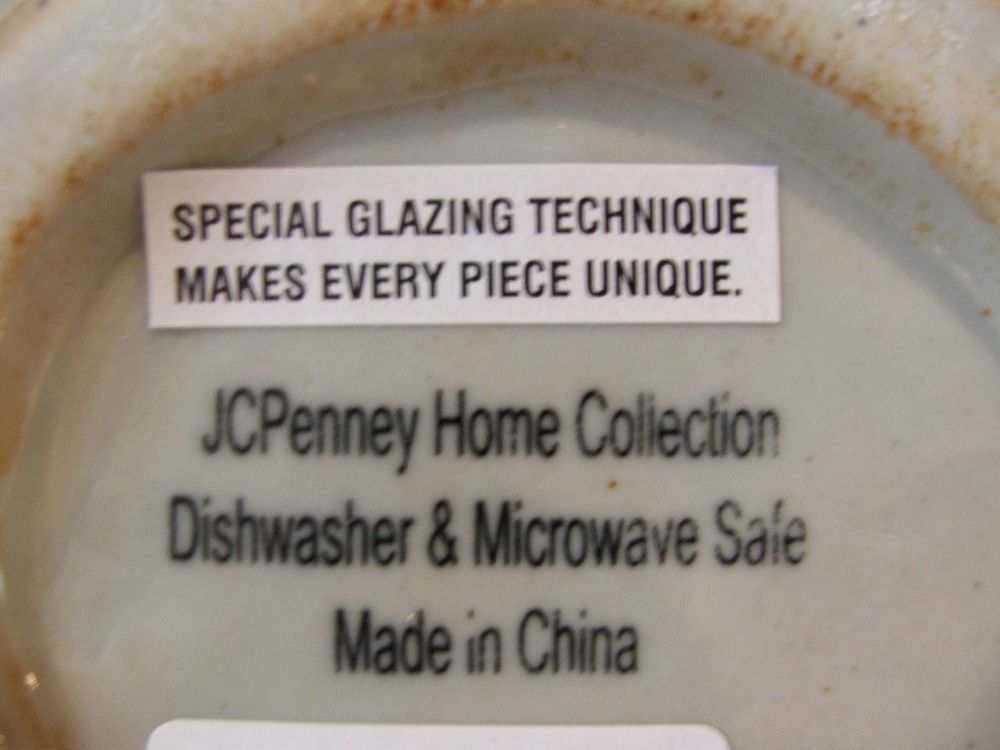 SPECIAL GLAZING TECHNIQUE
MAKES EVERY PIECE UNIQUE.
JCPenney Home Collection
Dishwasher & Microwave Safe
Made in China